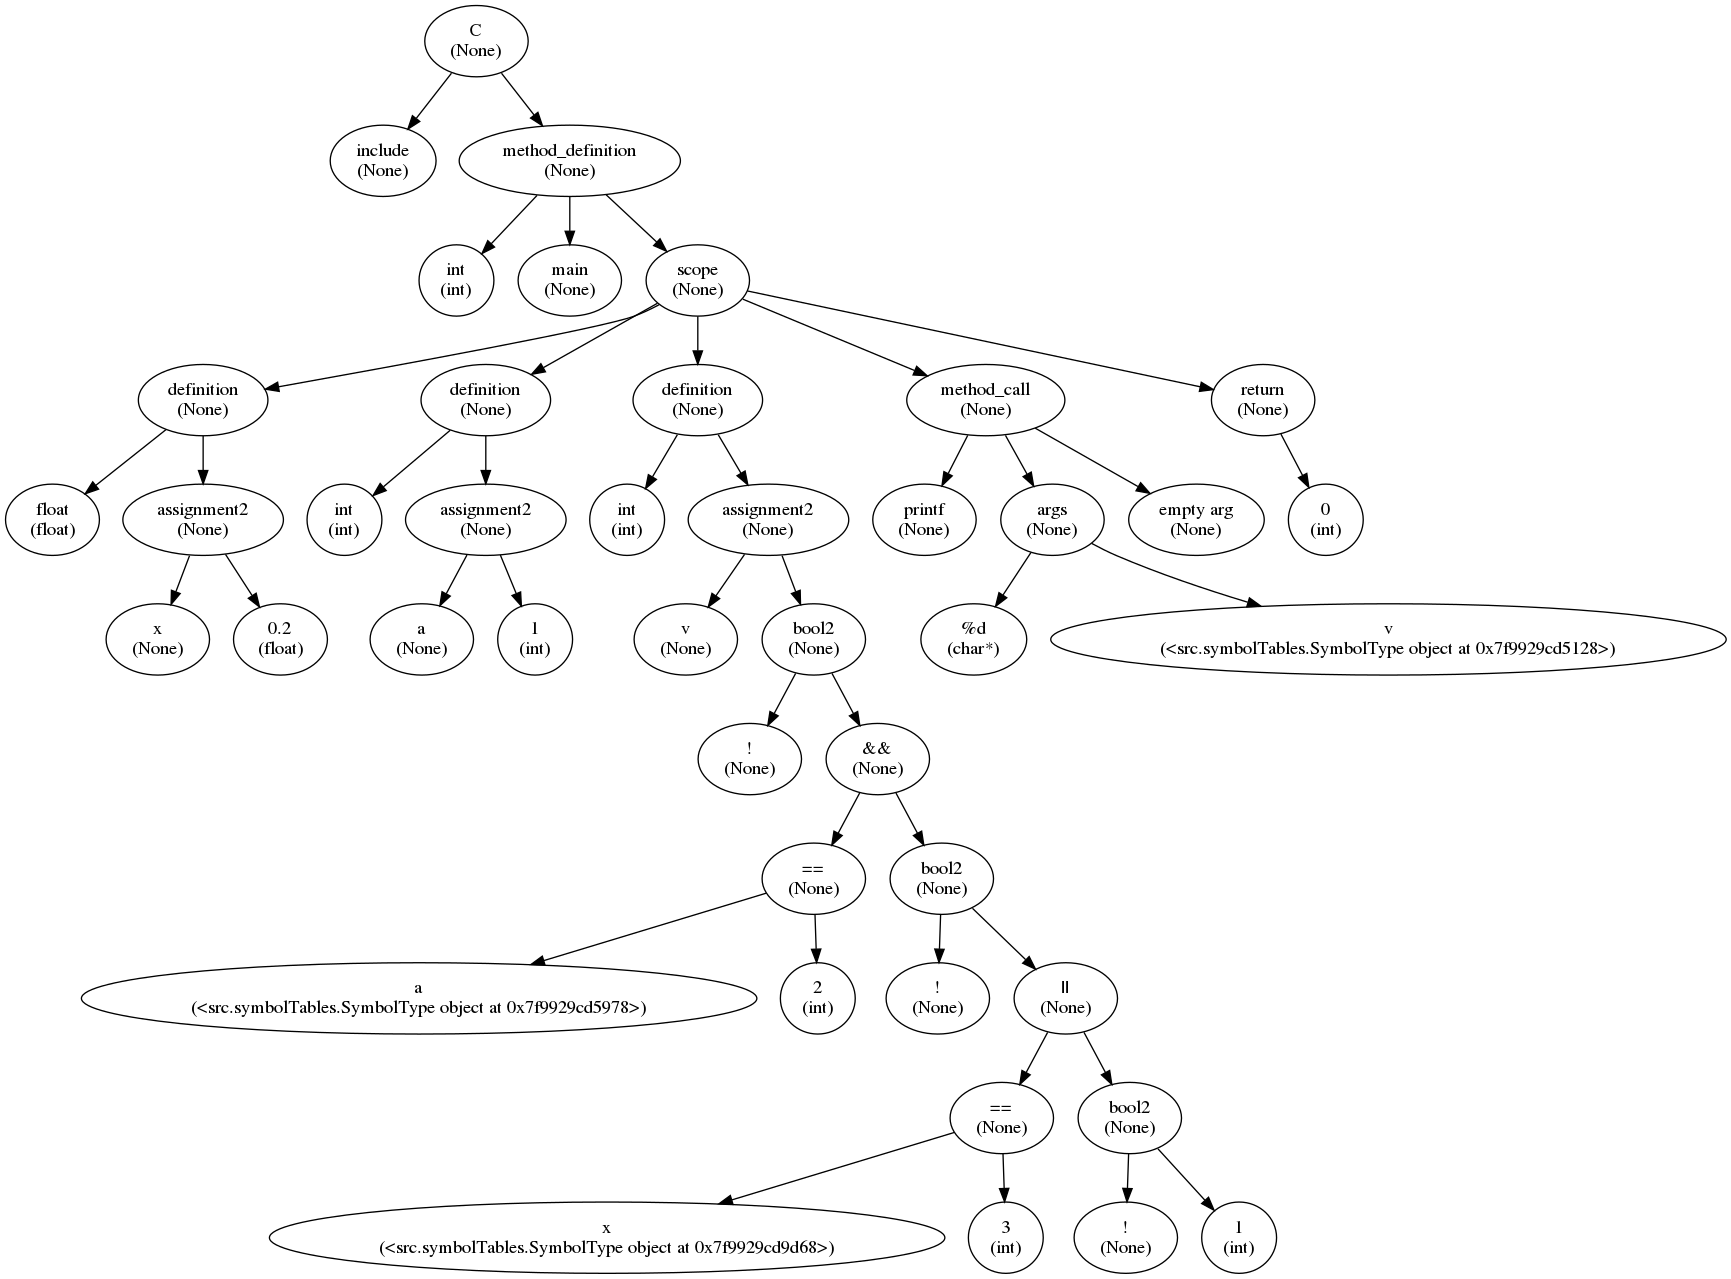 C
(None)
include
(None)
method_definition
(None)
int
(int)
main
(None)
scope
(None)
definition
(None)
definition
(None)
definition
(None)
method_call
(None)
return
(None)
float
(float)
assignment2
(None)
int
(int)
assignment2
(None)
int
(int)
assignment2
(None)
printf
(None)
args
(None)
empty arg
(None)
0
(int)
x
(None)
0.2
(float)
a
(None)
1
(int)
v
(None)
bool2
(None)
%d
(char*)
v
(<src.symbolTables.SymbolType object at 0x7f9929cd5128>)
!
(None)
&&
(None)
==
(None)
bool2
(None)
a
(<src.symbolTables.SymbolType object at 0x7f9929cd5978>)
2
(int)
!
(None)
||
(None)
==
(None)
bool2
(None)
x
(<src.symbolTables.SymbolType object at 0x7f9929cd9d68>)
3
(int)
!
(None)
1
(int)